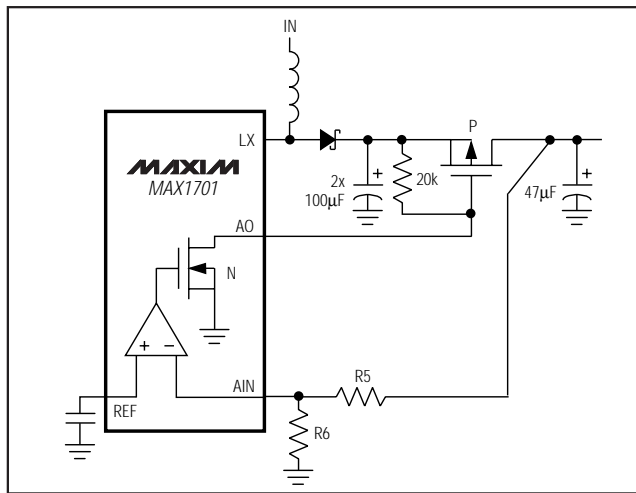 IN
LX
P
MAXIM
MAX1701
2x
100µF
20k
47µF
AO
N
+
+
+ −
REF
AIN
R5
R6